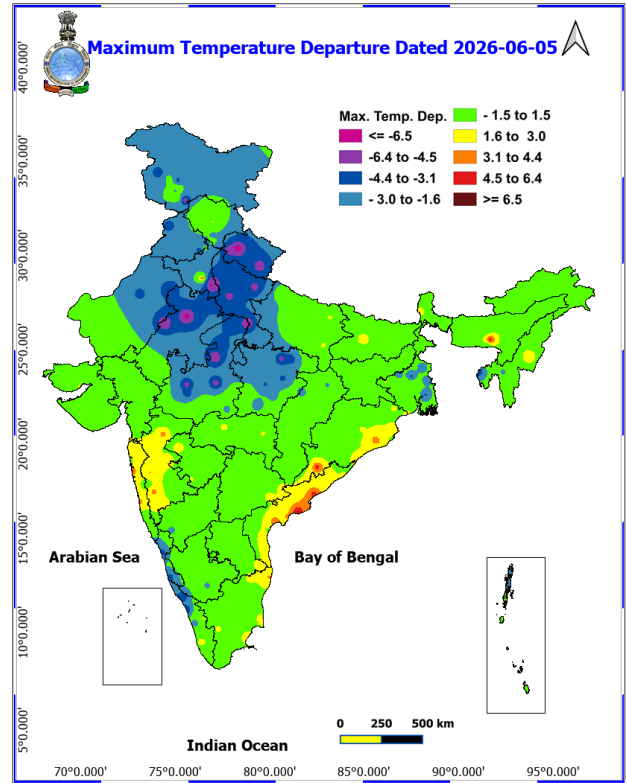 Maximum Temperature Departure Dated 2026-06-05
Max. Temp. Dep.
<= -6.5
-6.4 to -4.5
-4.4 to -3.1
- 3.0 to -1.6
- 1.5 to 1.5
1.6 to 3.0
3.1 to 4.4
4.5 to 6.4
>= 6.5
40°0.000'
35°0.000'
30°0.000'
25°0.000'
20°0.000'
15°0.000'
10°0.000'
5°0.000'
Arabian Sea
Bay of Bengal
Indian Ocean
0 250 500 km
70°0.000' 75°0.000' 80°0.000' 85°0.000' 90°0.000' 95°0.000'